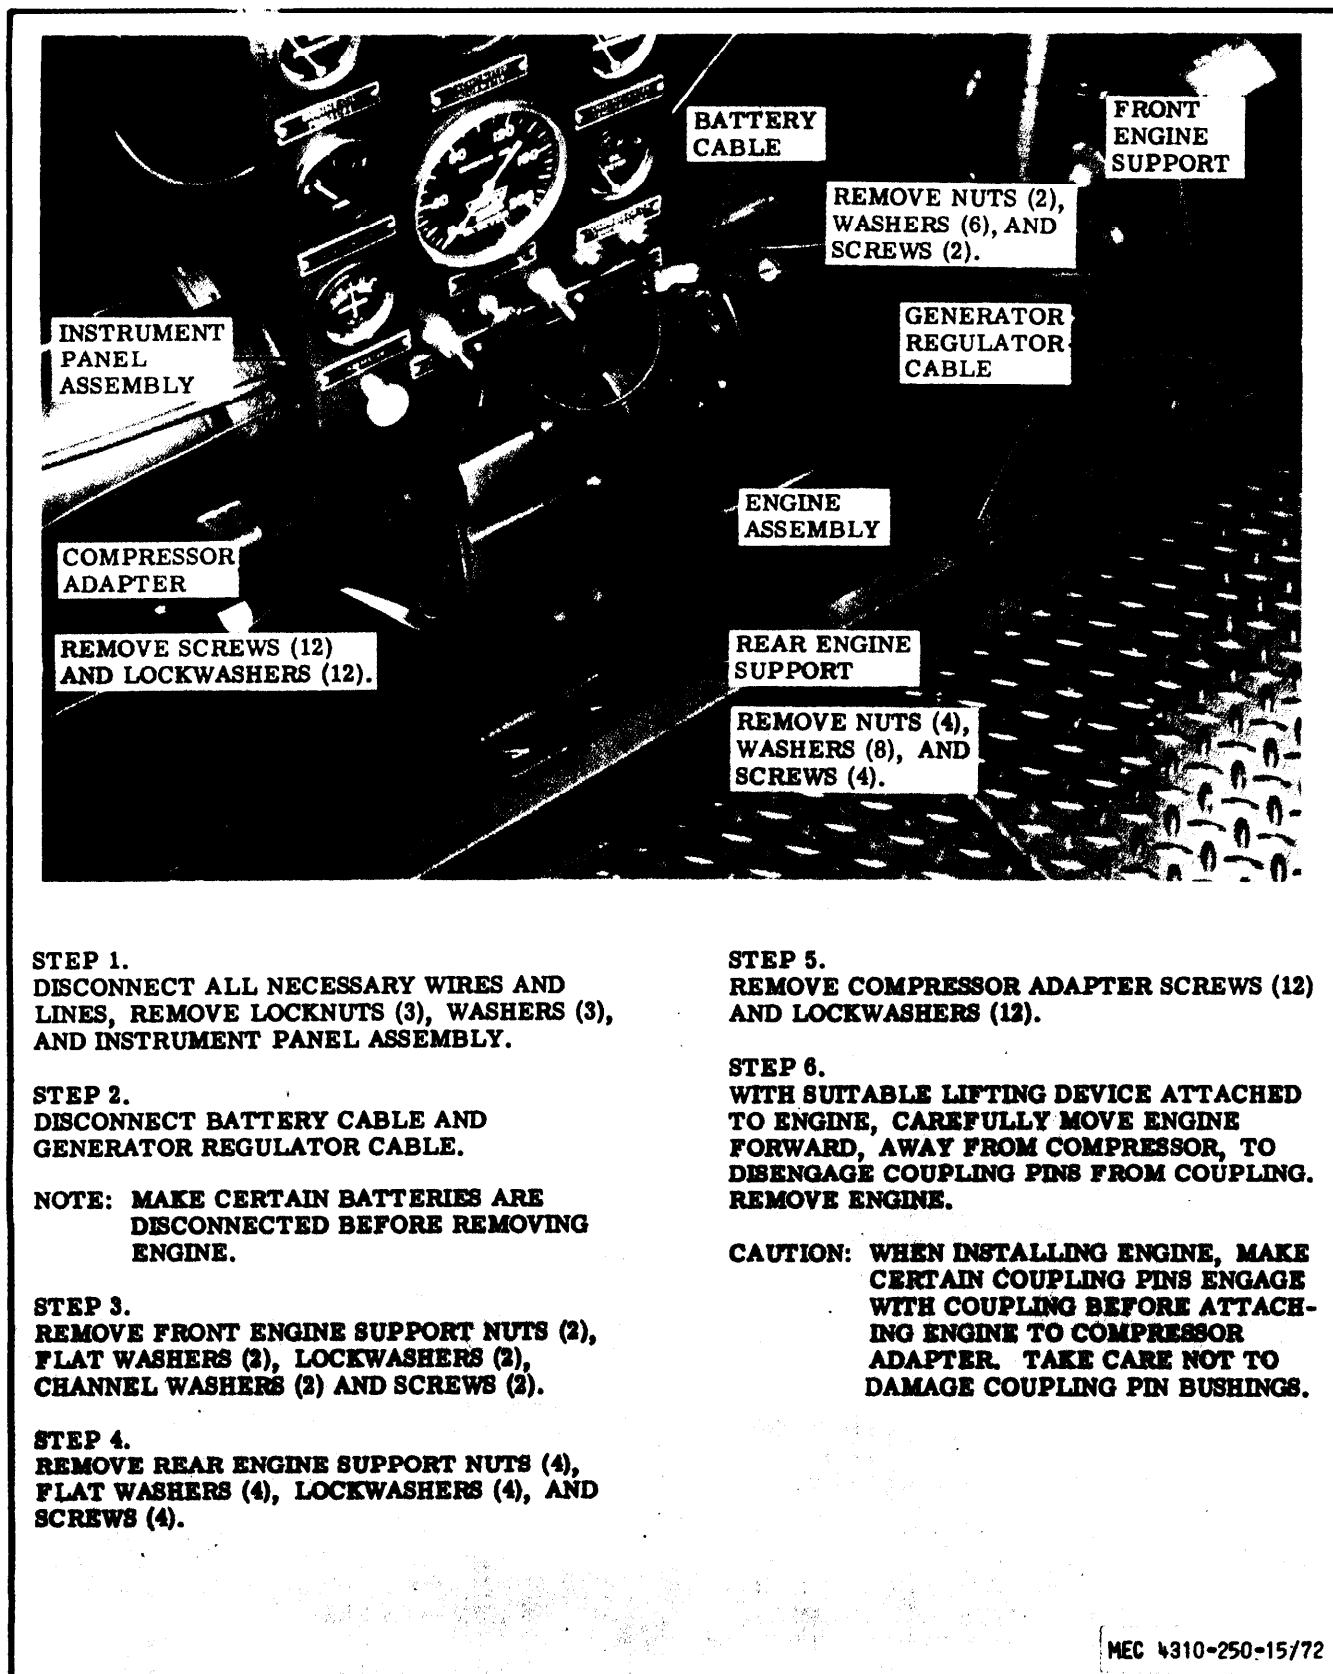 BATTERY
CABLE
FRONT
ENGINE
SUPPORT
REMOVE NUTS (2),
WASHERS (6), AND
SCREWS (2).
GENERATOR
REGULATOR
CABLE
INSTRUMENT
PANEL
ASSEMBLY
ENGINE
ASSEMBLY
COMPRESSOR
ADAPTER
REMOVE SCREWS (12)
AND LOCKWASHERS (12).
REAR ENGINE
SUPPORT
REMOVE NUTS (4),
WASHERS (8), AND
SCREWS (4).
STEP 1.
DISCONNECT ALL NECESSARY WIRES AND
LINES, REMOVE LOCKNUTS (3), WASHERS (3),
AND INSTRUMENT PANEL ASSEMBLY.
STEP 2.
DISCONNECT BATTERY CABLE AND
GENERATOR REGULATOR CABLE.
NOTE: MAKE CERTAIN BATTERIES ARE
DISCONNECTED BEFORE REMOVING
ENGINE.
STEP 3.
REMOVE FRONT ENGINE SUPPORT NUTS (2),
FLAT WASHERS (2), LOCKWASHERS (2),
CHANNEL WASHERS (2) AND SCREWS (2).
STEP 4.
REMOVE REAR ENGINE SUPPORT NUTS (4),
FLAT WASHERS (4), LOCKWASHERS (4), AND
SCREWS (4).
STEP 5.
REMOVE COMPRESSOR ADAPTER SCREWS (12)
AND LOCKWASHERS (12).
STEP 6.
WITH SUITABLE LIFTING DEVICE ATTACHED
TO ENGINE, CAREFULLY MOVE ENGINE
FORWARD, AWAY FROM COMPRESSOR, TO
DISENGAGE COUPLING PINS FROM COUPLING.
REMOVE ENGINE.
CAUTION: WHEN INSTALLING ENGINE, MAKE
CERTAIN COUPLING PINS ENGAGE
WITH COUPLING BEFORE ATTACH-
ING ENGINE TO COMPRESSOR
ADAPTER. TAKE CARE NOT TO
DAMAGE COUPLING PIN BUSHINGS.
MEC 4310-250-15/72